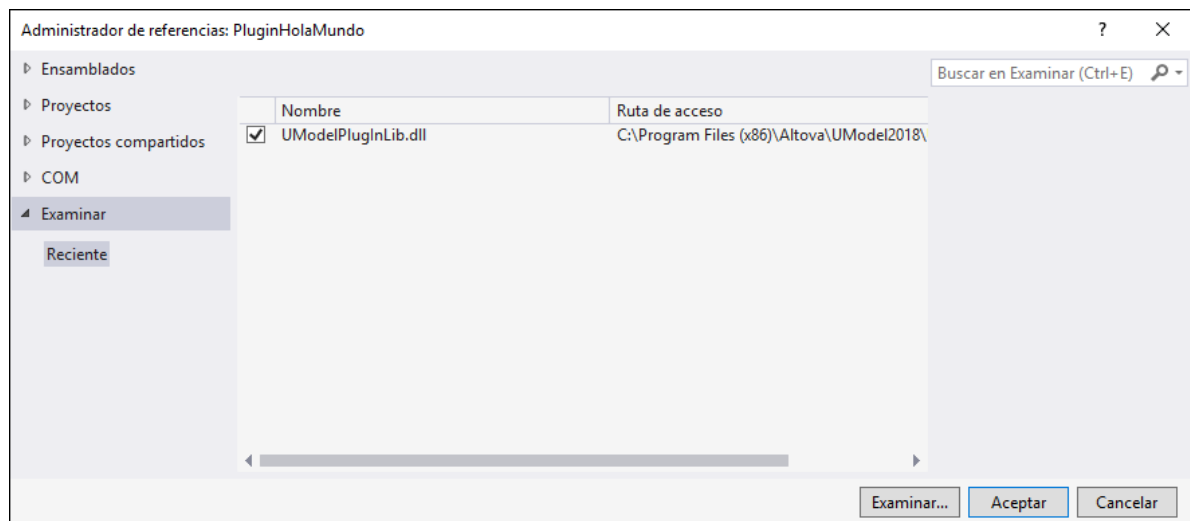 Administrador de referencias: PluginHolaMundo
?
Ensamblados
Buscar en Examinar (Ctrl+E)
Proyectos
Nombre Ruta de acceso
UModelPlugInLib.dll C:\Program Files (x86)\Altova\UModel2018\
Proyectos compartidos
COM
Examinar
Reciente
Examinar... Aceptar Cancelar